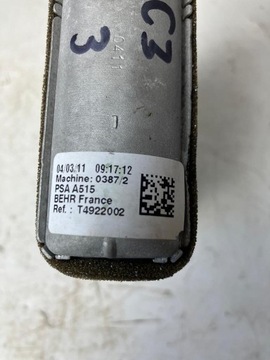 C3
3
04/03/11 09:17:12
Machine: 0387/2
PSA A515
BEHR France
Ref. : T4922002